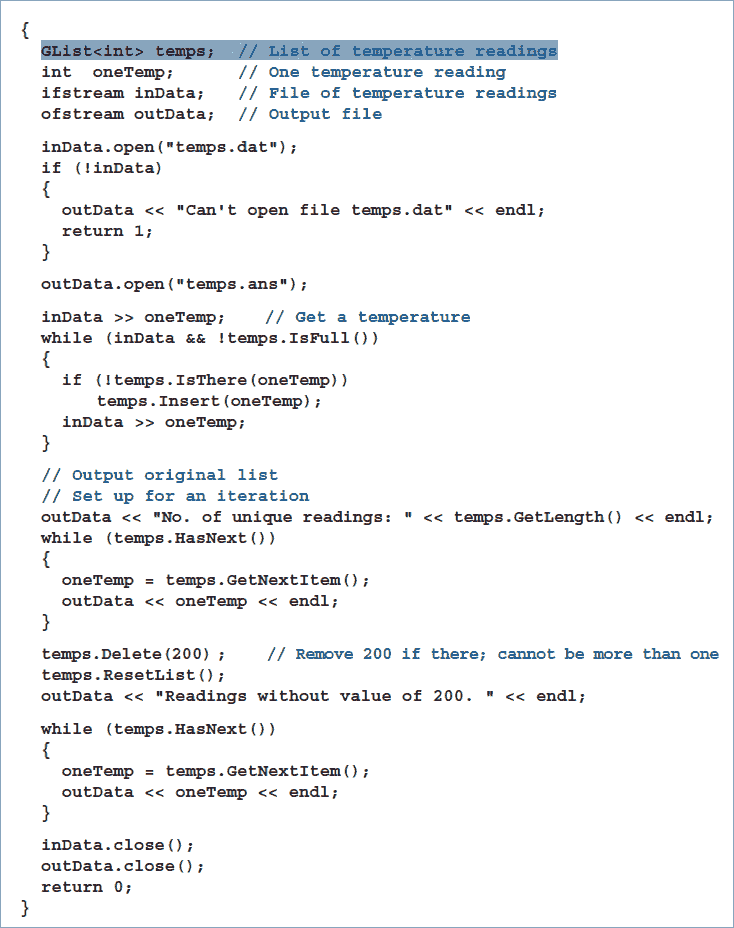 {
GList<int> temps;  // List of temperature readings
int  oneTemp;      // One temperature reading
ifstream inData;   // File of temperature readings
ofstream outData;  // Output file
inData.open("temps.dat");
if (!inData)
{
outData << "Can't open file temps.dat" << endl;
return 1;
}
outData.open("temps.ans");
inData >> oneTemp;    // Get a temperature
while (inData && !temps.IsFull())
{
if (!temps.IsThere(oneTemp))
temps.Insert(oneTemp);
inData >> oneTemp;
}
// Output original list
// Set up for an iteration
outData << "No. of unique readings: " << temps.GetLength() << endl;
while (temps.HasNext())
{
oneTemp = temps.GetNextItem();
outData << oneTemp << endl;
}
temps.Delete(200) ;    // Remove 200 if there; cannot be more than one
temps.ResetList();
outData << "Readings without value of 200. " << endl;
while (temps.HasNext())
{
oneTemp = temps.GetNextItem();
outData << oneTemp << endl;
}
inData.close();
outData.close();
return 0;
}